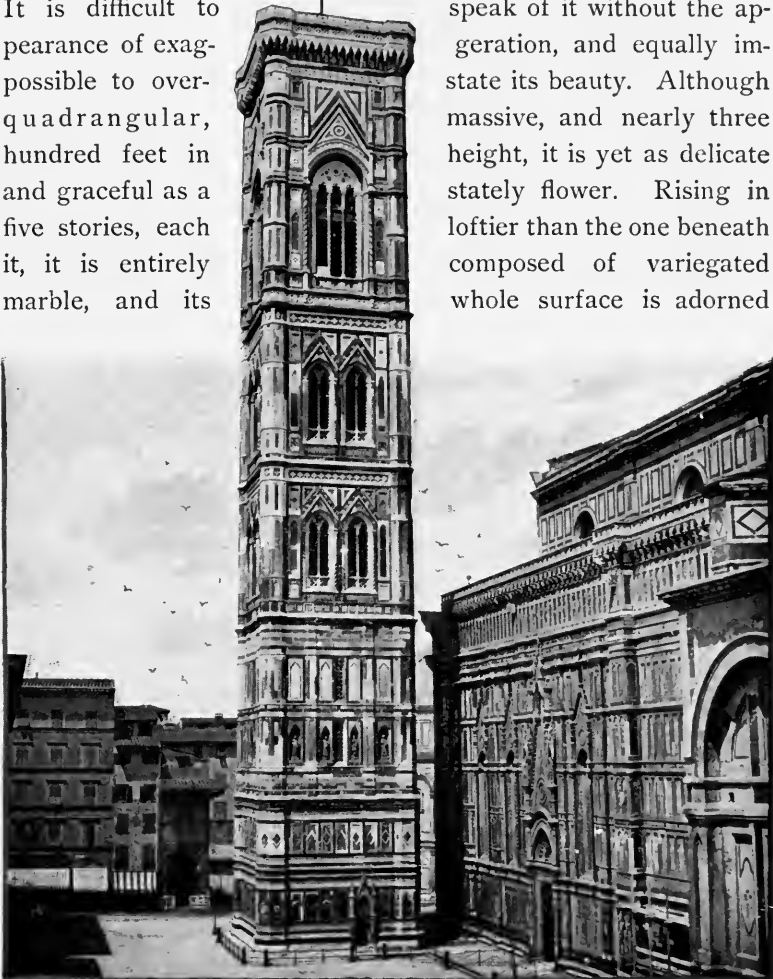 It is difficult to speak of it without the ap-
pearance of exag- geration, and equally im-
possible to over- state its beauty. Although
quadrangular, massive, and nearly three
hundred feet in height, it is yet as delicate
and graceful as a stately flower. Rising in
five stories, each loftier than the one beneath
it, it is entirely composed of variegated
marble, and its whole surface is adorned